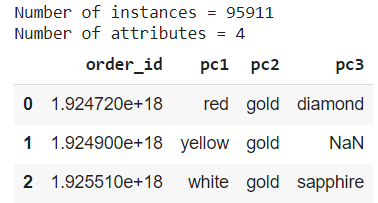 Number of instances = 95911
Number of attributes = 4
order_id pc1 pc2 pc3
0 1.924720e+18 red gold diamond
1 1.924900e+18 yellow gold NaN
2 1.925510e+18 white gold sapphire